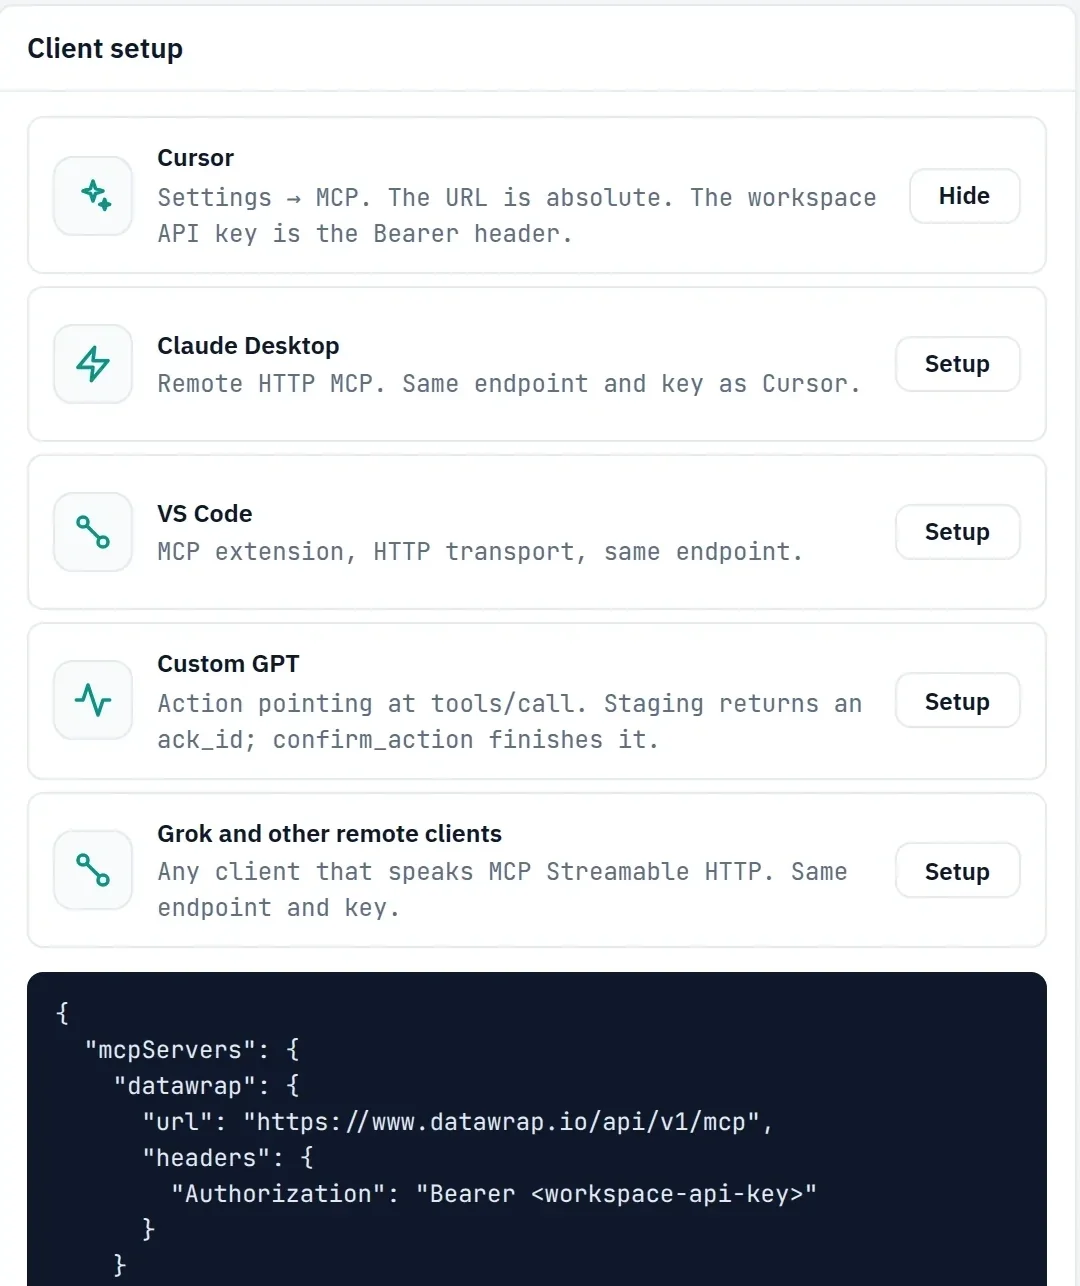 Client setup
Cursor
Settings → MCP. The URL is absolute. The workspace
API key is the Bearer header.
Hide
Claude Desktop
Remote HTTP MCP. Same endpoint and key as Cursor.
Setup
VS Code
MCP extension, HTTP transport, same endpoint.
Setup
Custom GPT
Action pointing at tools/call. Staging returns an
ack_id; confirm_action finishes it.
Setup
Grok and other remote clients
Any client that speaks MCP Streamable HTTP. Same
endpoint and key.
Setup
{
  "mcpServers": {
    "datawrap": {
      "url": "https://www.datawrap.io/api/v1/mcp",
      "headers": {
        "Authorization": "Bearer <workspace-api-key>"
      }
    }